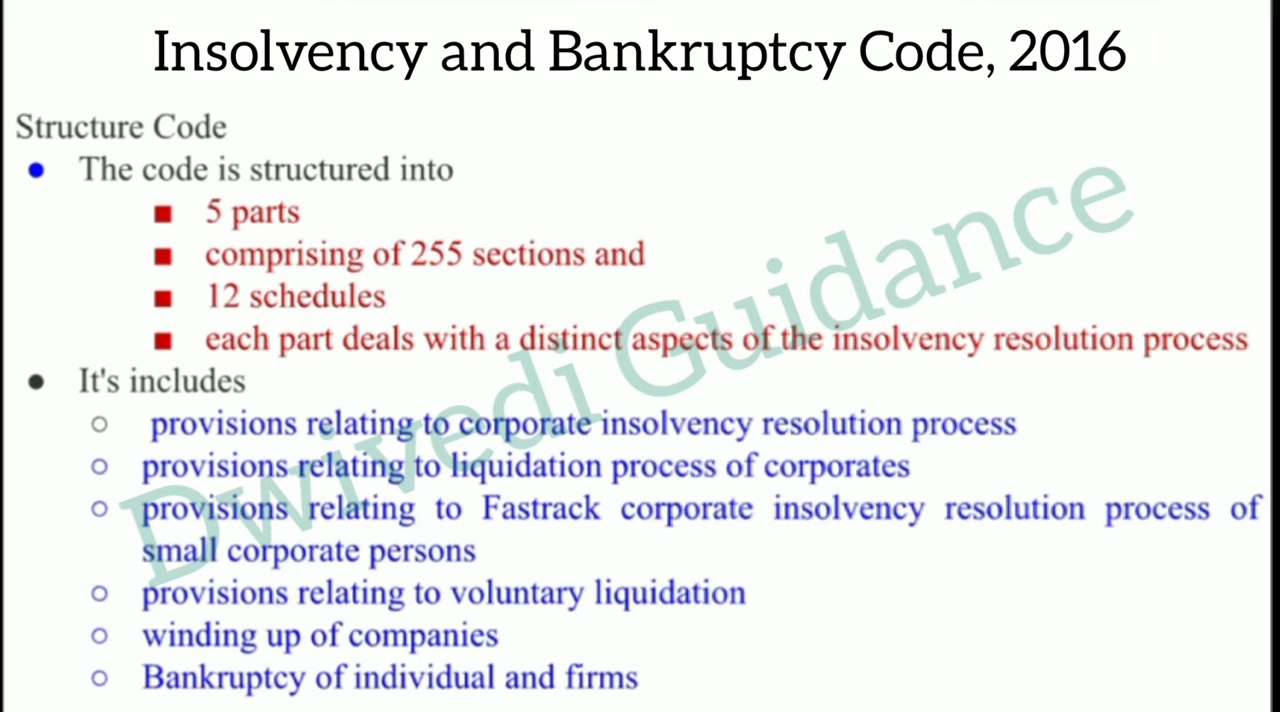 Insolvency and Bankruptcy Code, 2016
Structure Code
● The code is structured into
■ 5 parts
■ comprising of 255 sections and
■ 12 schedules
■ each part deals with a distinct aspects of the insolvency resolution process
● It's includes
○ provisions relating to corporate insolvency resolution process
○ provisions relating to liquidation process of corporates
○ provisions relating to Fastrack corporate insolvency resolution process of
small corporate persons
○ provisions relating to voluntary liquidation
○ winding up of companies
○ Bankruptcy of individual and firms
Dwivedi Guidance